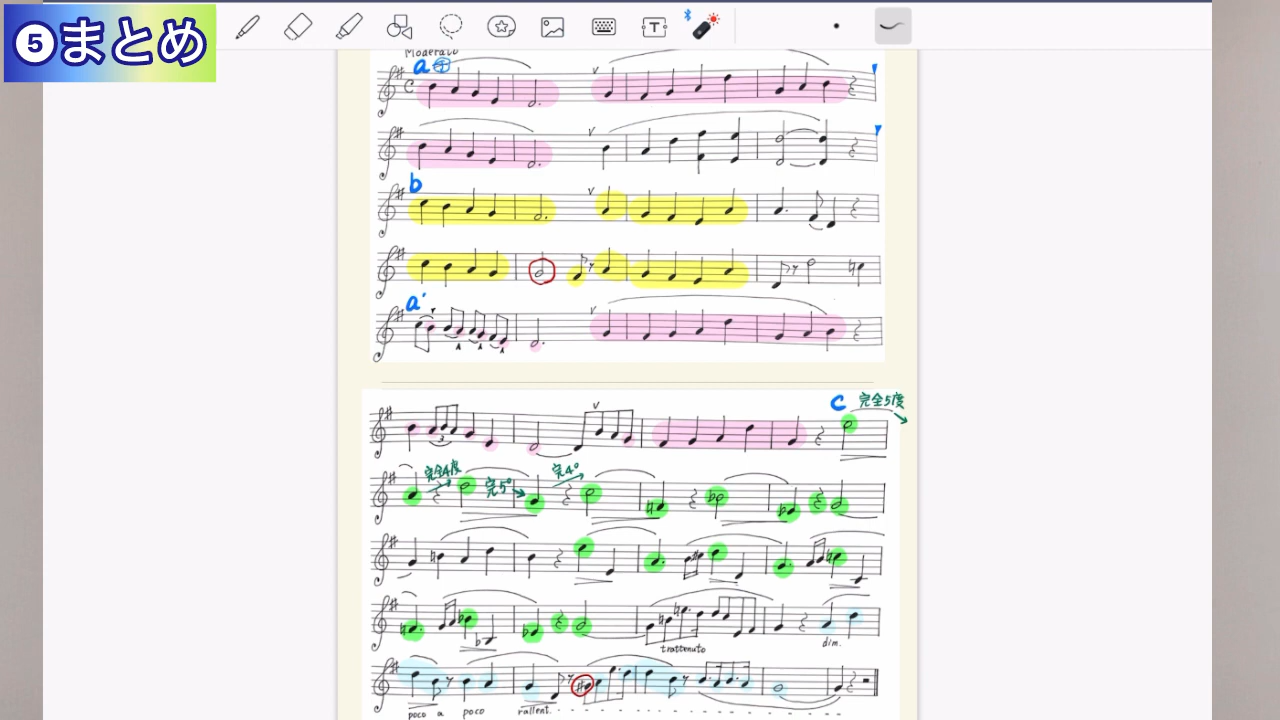 ❺まとめ
T
Moderato
a
b
a'
3
C 完全5度
完全4度 完5° 完4°
trattenuto
dim.
poco a poco rallent.